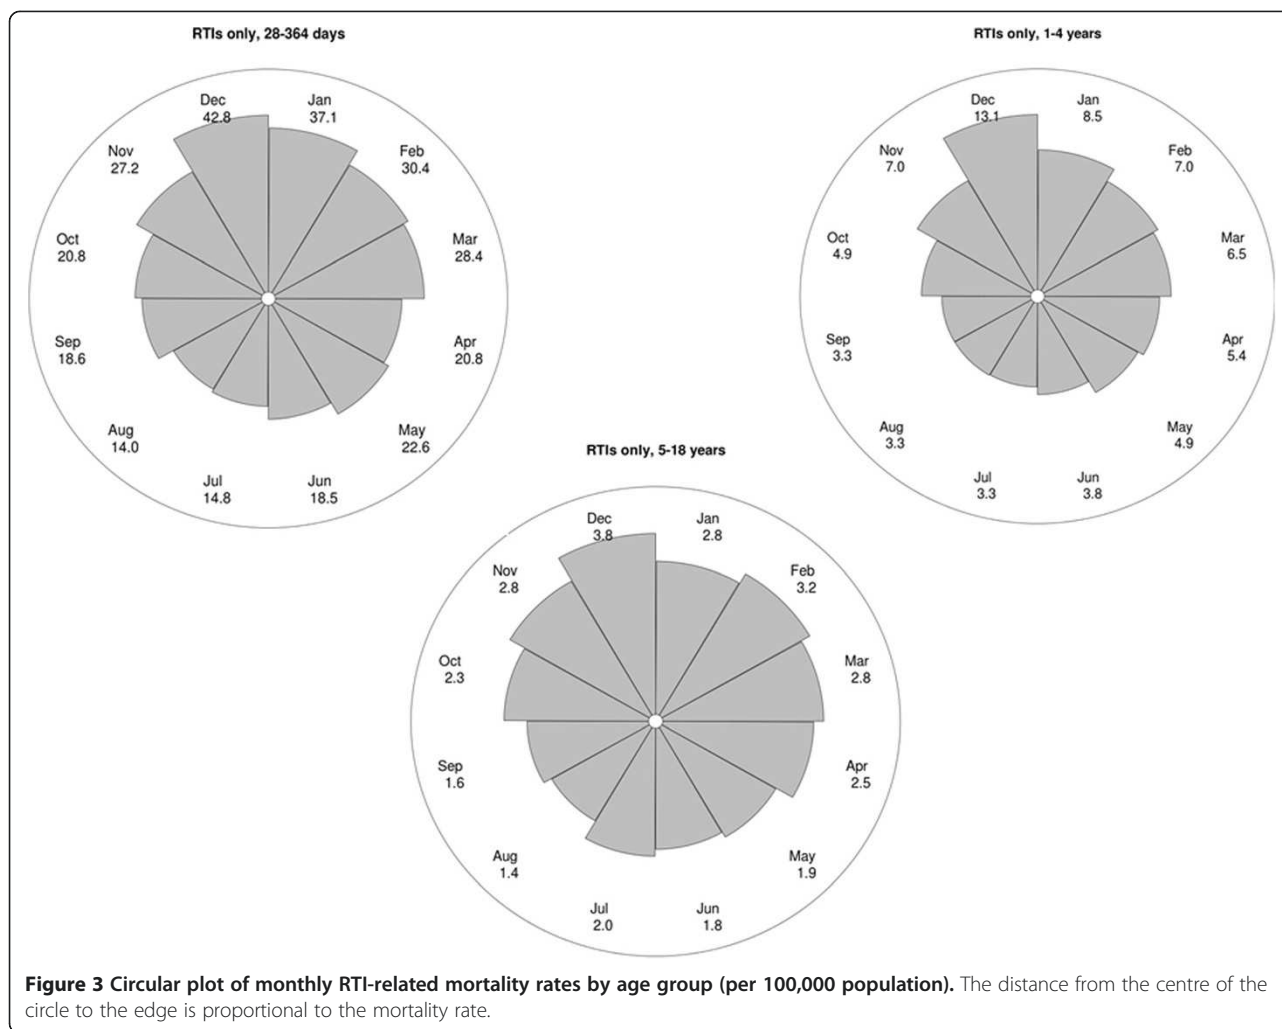 RTIs only, 28-364 days
Dec
42.8
Jan
37.1
Nov
27.2
Feb
30.4
Oct
20.8
Mar
28.4
Sep
18.6
Apr
20.8
Aug
14.0
May
22.6
Jul
14.8
Jun
18.5
RTIs only, 1-4 years
Dec
13.1
Jan
8.5
Nov
7.0
Feb
7.0
Oct
4.9
Mar
6.5
Sep
3.3
Apr
5.4
Aug
3.3
May
4.9
Jul
3.3
Jun
3.8
RTIs only, 5-18 years
Dec
3.8
Jan
2.8
Nov
2.8
Feb
3.2
Oct
2.3
Mar
2.8
Sep
1.6
Apr
2.5
Aug
1.4
May
1.9
Jul
2.0
Jun
1.8
Figure 3 Circular plot of monthly RTI-related mortality rates by age group (per 100,000 population). The distance from the centre of the
circle to the edge is proportional to the mortality rate.